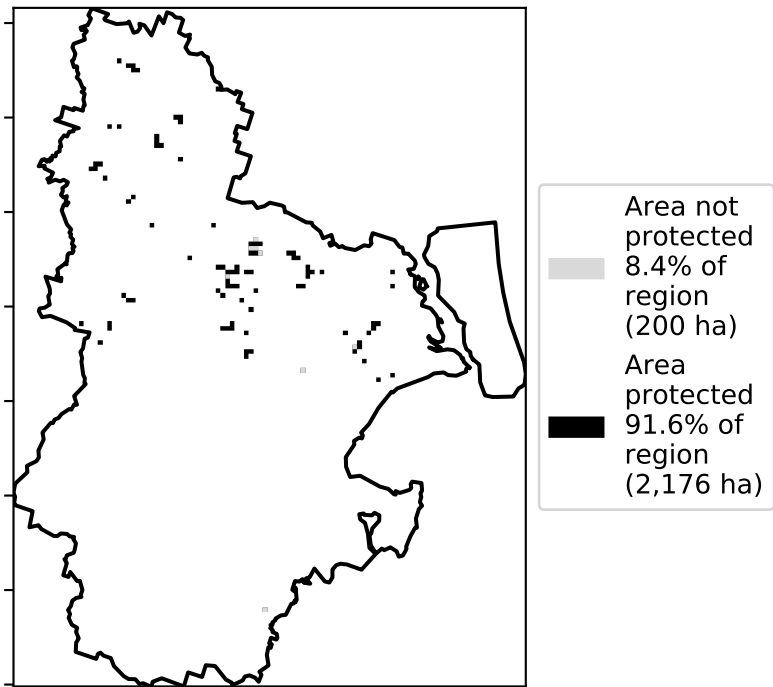 Area not
protected
8.4% of
region
(200 ha)
Area
protected
91.6% of
region
(2,176 ha)